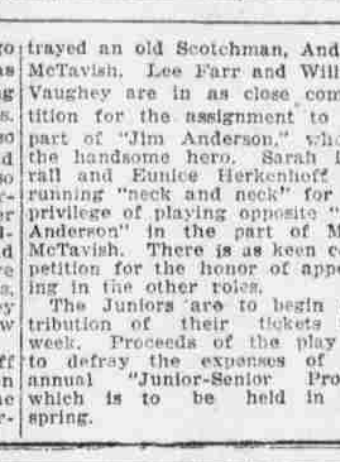 trayed an old Scotchman, And
McTavish. Lee Farr and Will
Vaughey are in as close com
tition for the assignment to
part of "Jim Anderson," who
the handsome hero. Sarah
rall and Eunice Herkenhoff
running "neck and neck" for
privilege of playing opposite "
Anderson" in the part of M
McTavish. There is as keen c
petition for the honor of appe
ing in the other roles.
The Juniors are to begin
tribution of their tickets
week. Proceeds of the play
to defray the expenses of
annual "Junior-Senior Pro
which is to be held in
spring.